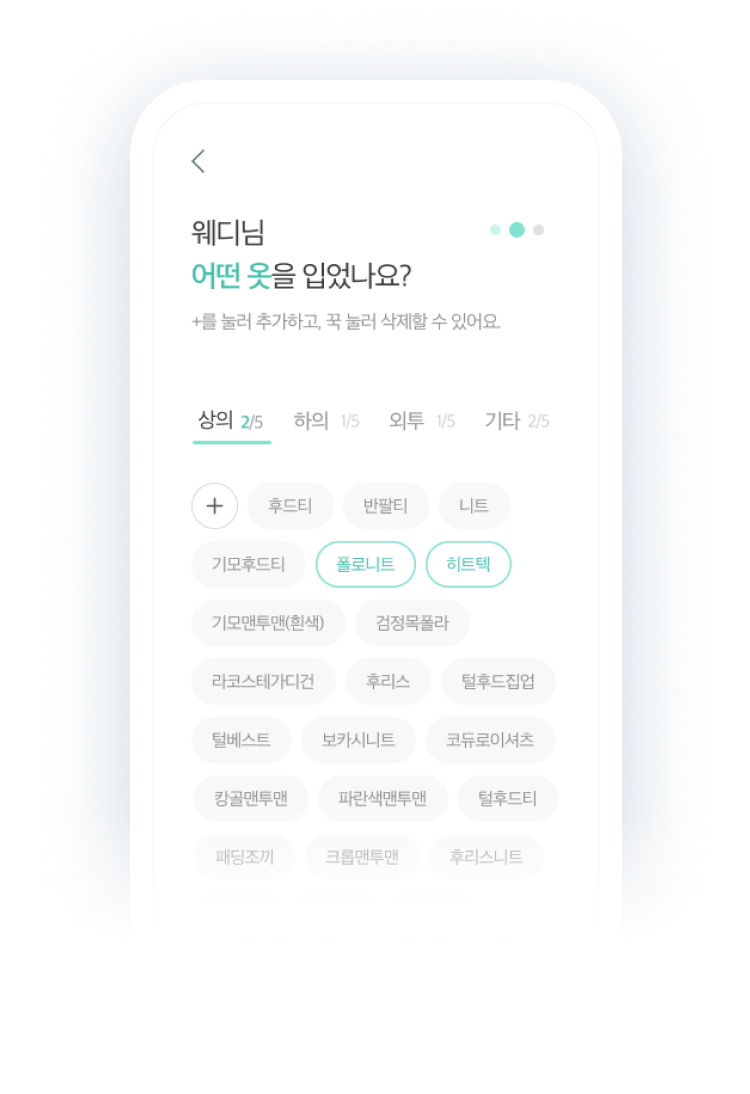 웨디님
어떤 옷을 입었나요?
+를 눌러 추가하고, 꾹 눌러 삭제할 수 있어요.
상의 2/5 하의 1/5 외투 1/5 기타 2/5
+ 후드티 반팔티 니트
기모후드티 폴로니트 히트텍
기모맨투맨(흰색) 검정목폴라
라코스테가디건 후리스 털후드집업
털베스트 보카시니트 코듀로이셔츠
캉골맨투맨 파란색맨투맨 털후드티
패딩조끼 크롭맨투맨 후리스니트